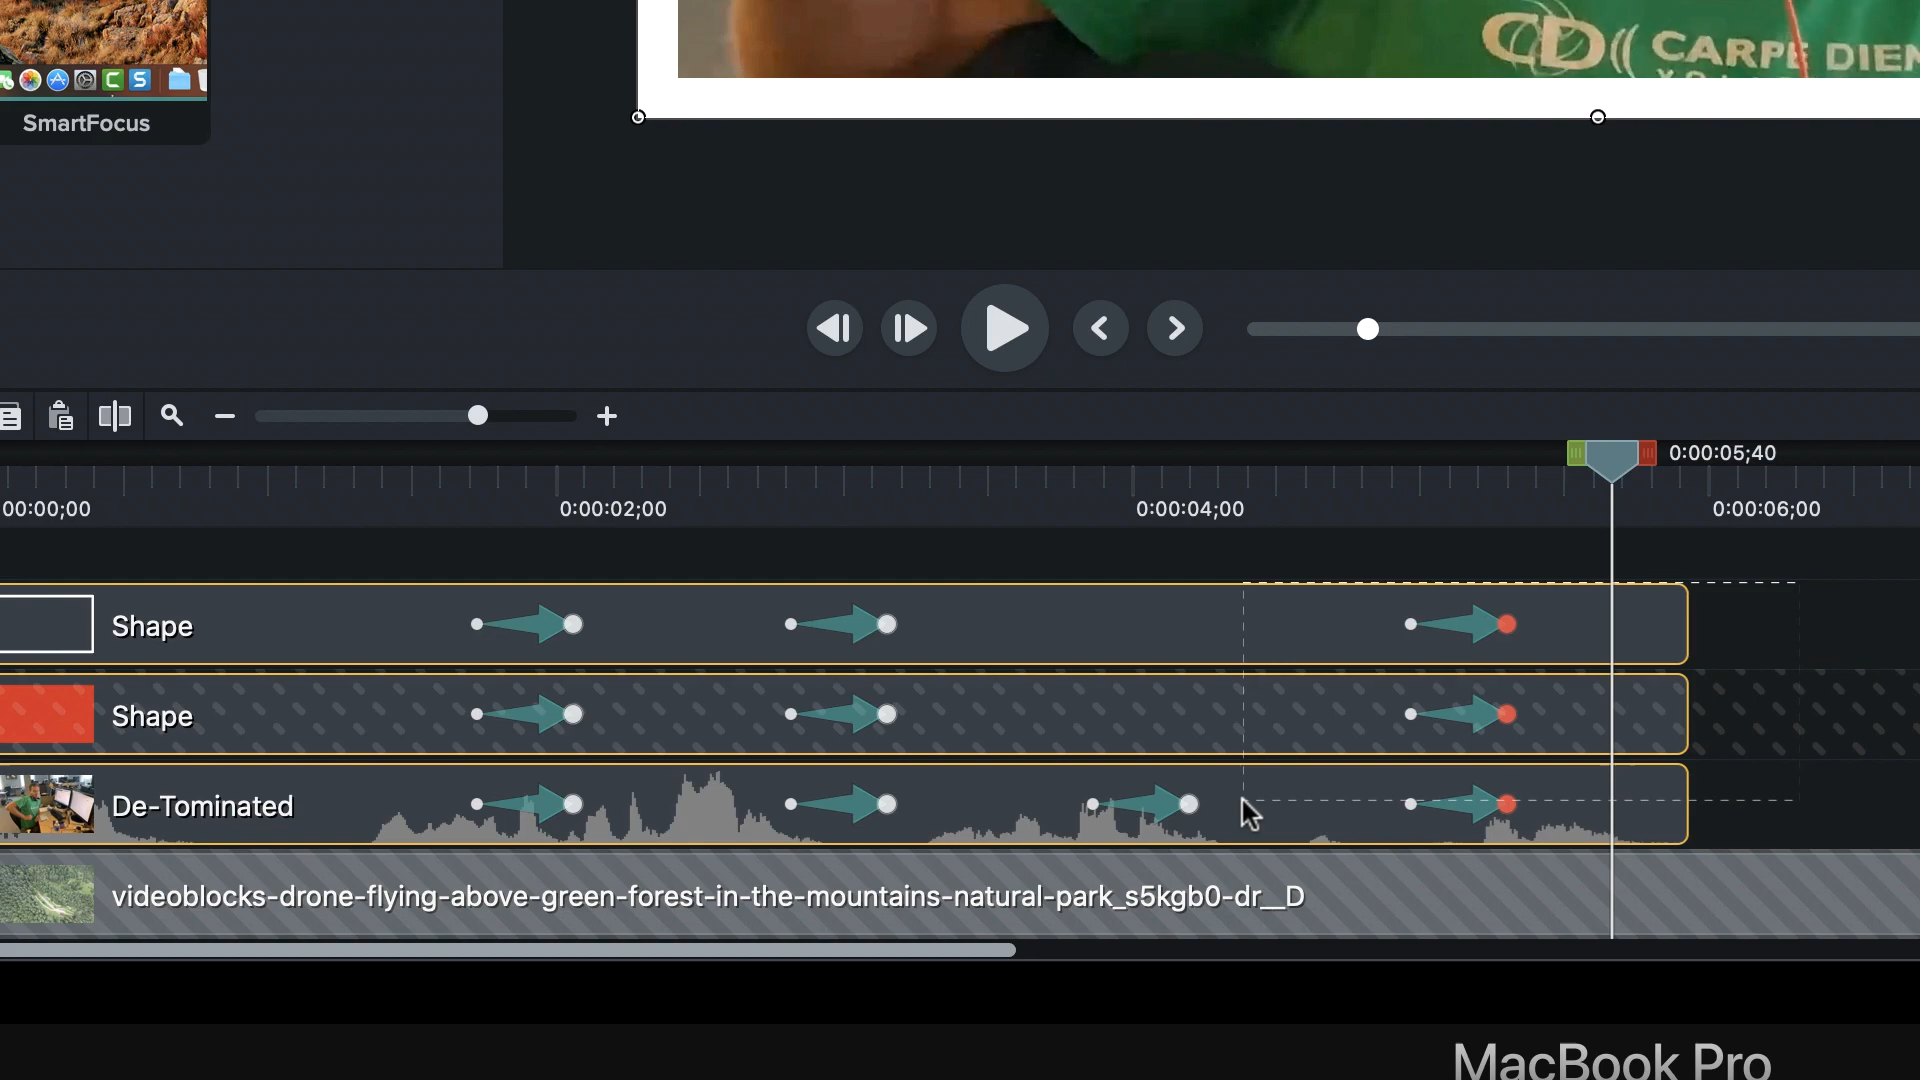 CD CARPE DIEM
SmartFocus
0:00:05;40
00:00;00
0:00:02;00
0:00:04;00
0:00:06;00
Shape
Shape
De-Tominated
videoblocks-drone-flying-above-green-forest-in-the-mountains-natural-park_s5kgb0-dr__D
MacBook Pro